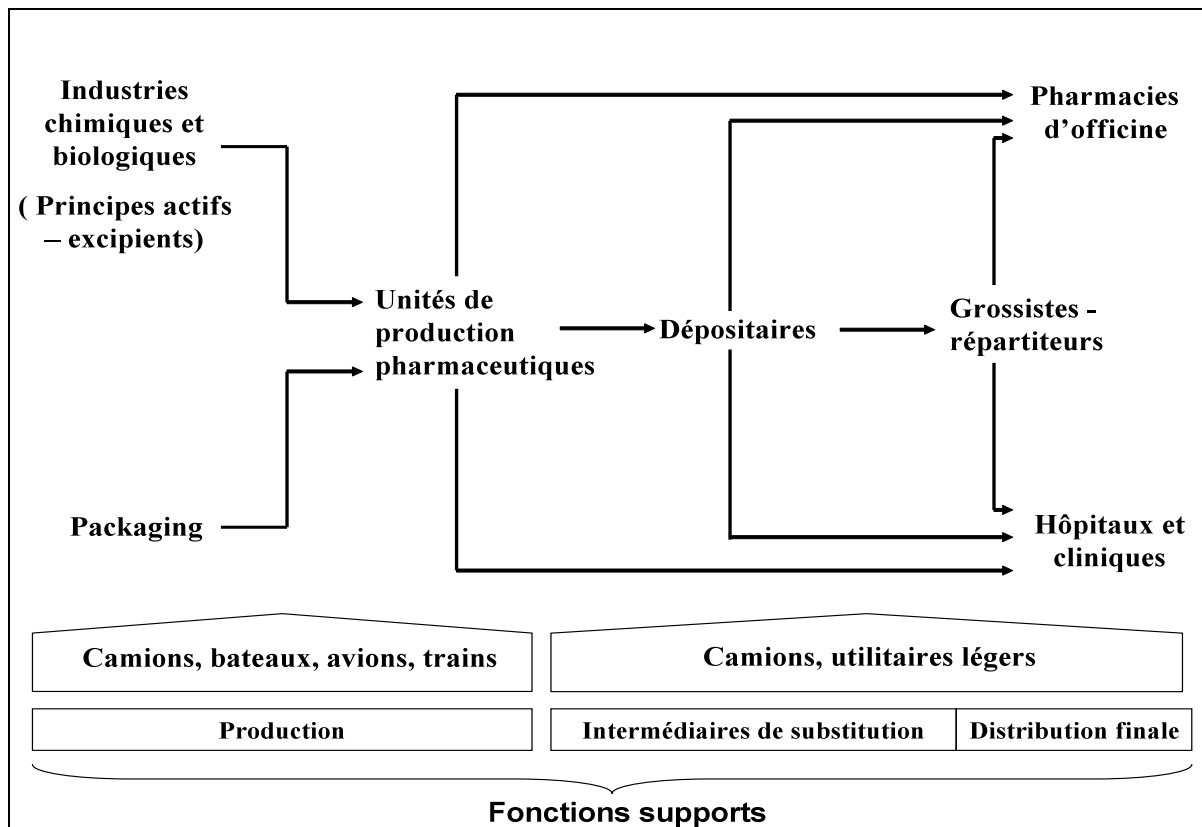 Industries
chimiques et
biologiques
( Principes actifs
– excipients)
Packaging
Unités de
production
pharmaceutiques
Dépositaires
Grossistes -
répartiteurs
Pharmacies
d’officine
Hôpitaux et
cliniques
Camions, bateaux, avions, trains
Camions, utilitaires légers
Production
Intermédiaires de substitution
Distribution finale
Fonctions supports